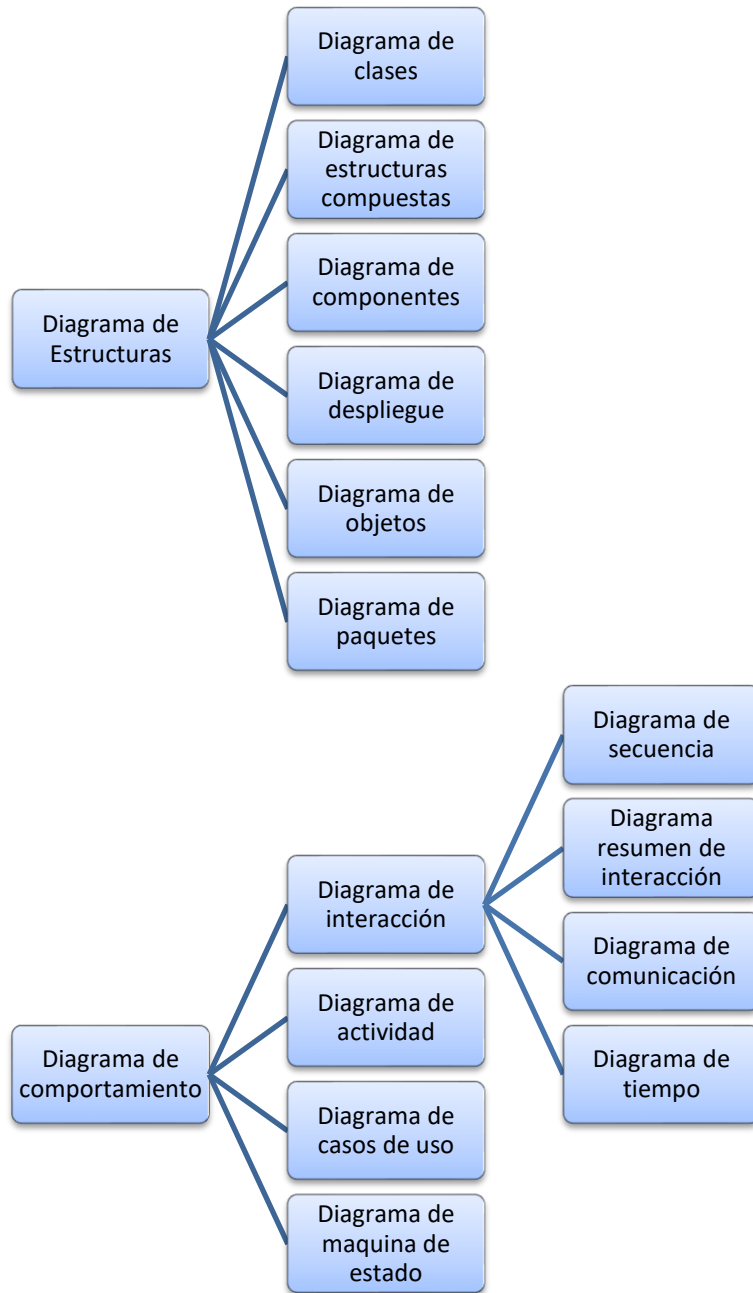 Diagrama de
clases
Diagrama de
estructuras
compuestas
Diagrama de
componentes
Diagrama de
Estructuras
Diagrama de
despliegue
Diagrama de
objetos
Diagrama de
paquetes
Diagrama de
secuencia
Diagrama
resumen de
interacción
Diagrama de
interacción
Diagrama de
comunicación
Diagrama de
actividad
Diagrama de
comportamiento
Diagrama de
tiempo
Diagrama de
casos de uso
Diagrama de
maquina de
estado